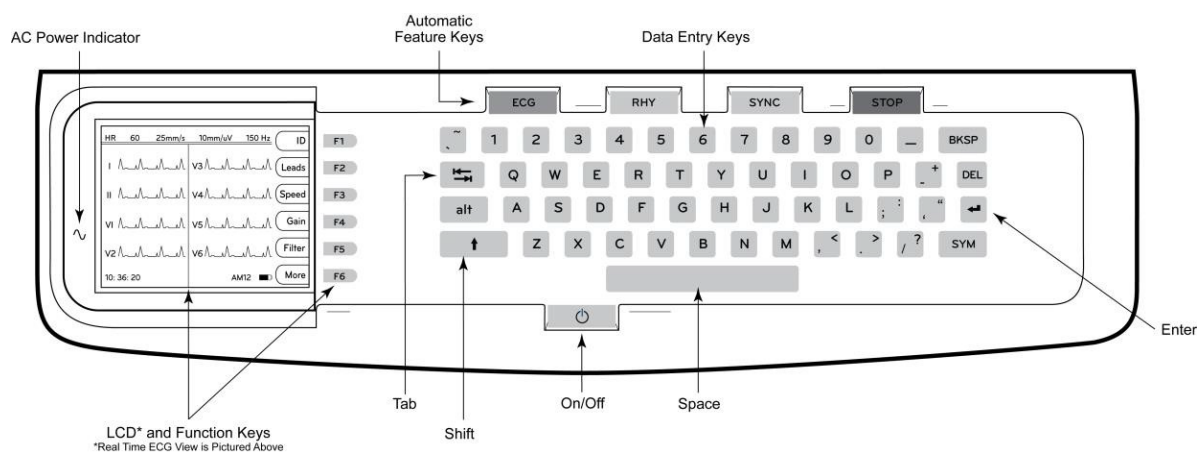 AC Power Indicator
Automatic
Feature Keys
Data Entry Keys
ECG RHY SYNC STOP
HR 60 25mm/s 10mm/uV 150 Hz ID F1
I V3 Leads F2
II V4 Speed F3
VI V5 Gain F4
V2 V6 Filter F5
10: 36: 20 AM12 More F6
~ ` 1 2 3 4 5 6 7 8 9 0 _ BKSP
Q W E R T Y U I O P - + DEL
alt A S D F G H J K L ; : , “
Z X C V B N M , < . > / ? SYM
Enter
Tab
On/Off
Space
Shift
LCD* and Function Keys
*Real Time ECG View is Pictured Above